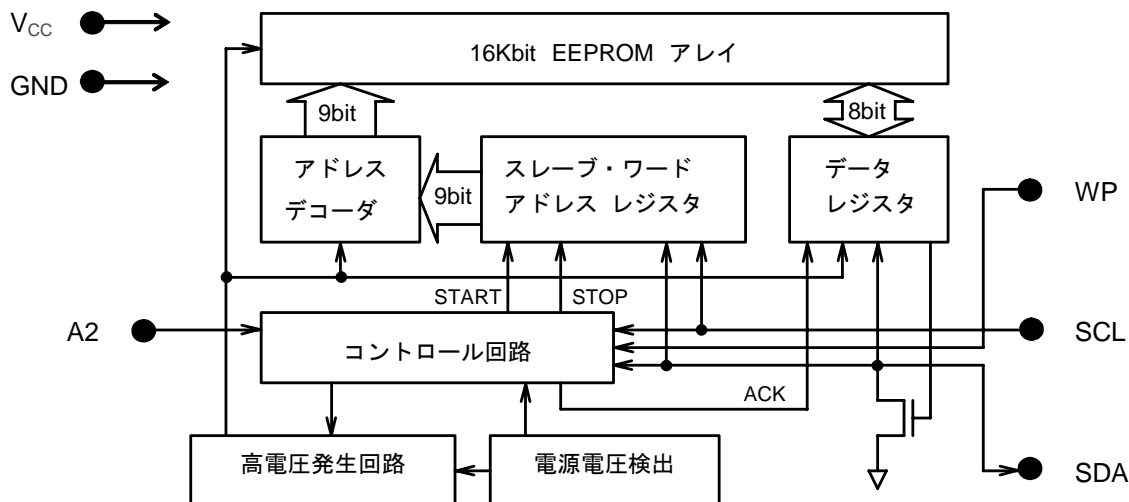 VCC
16Kbit EEPROM アレイ
GND
9bit
8bit
アドレス
デコーダ
9bit
スレーブ・ワード
アドレス レジスタ
データ
レジスタ
WP
START
STOP
A2
コントロール回路
SCL
ACK
高電圧発生回路
電源電圧検出
SDA